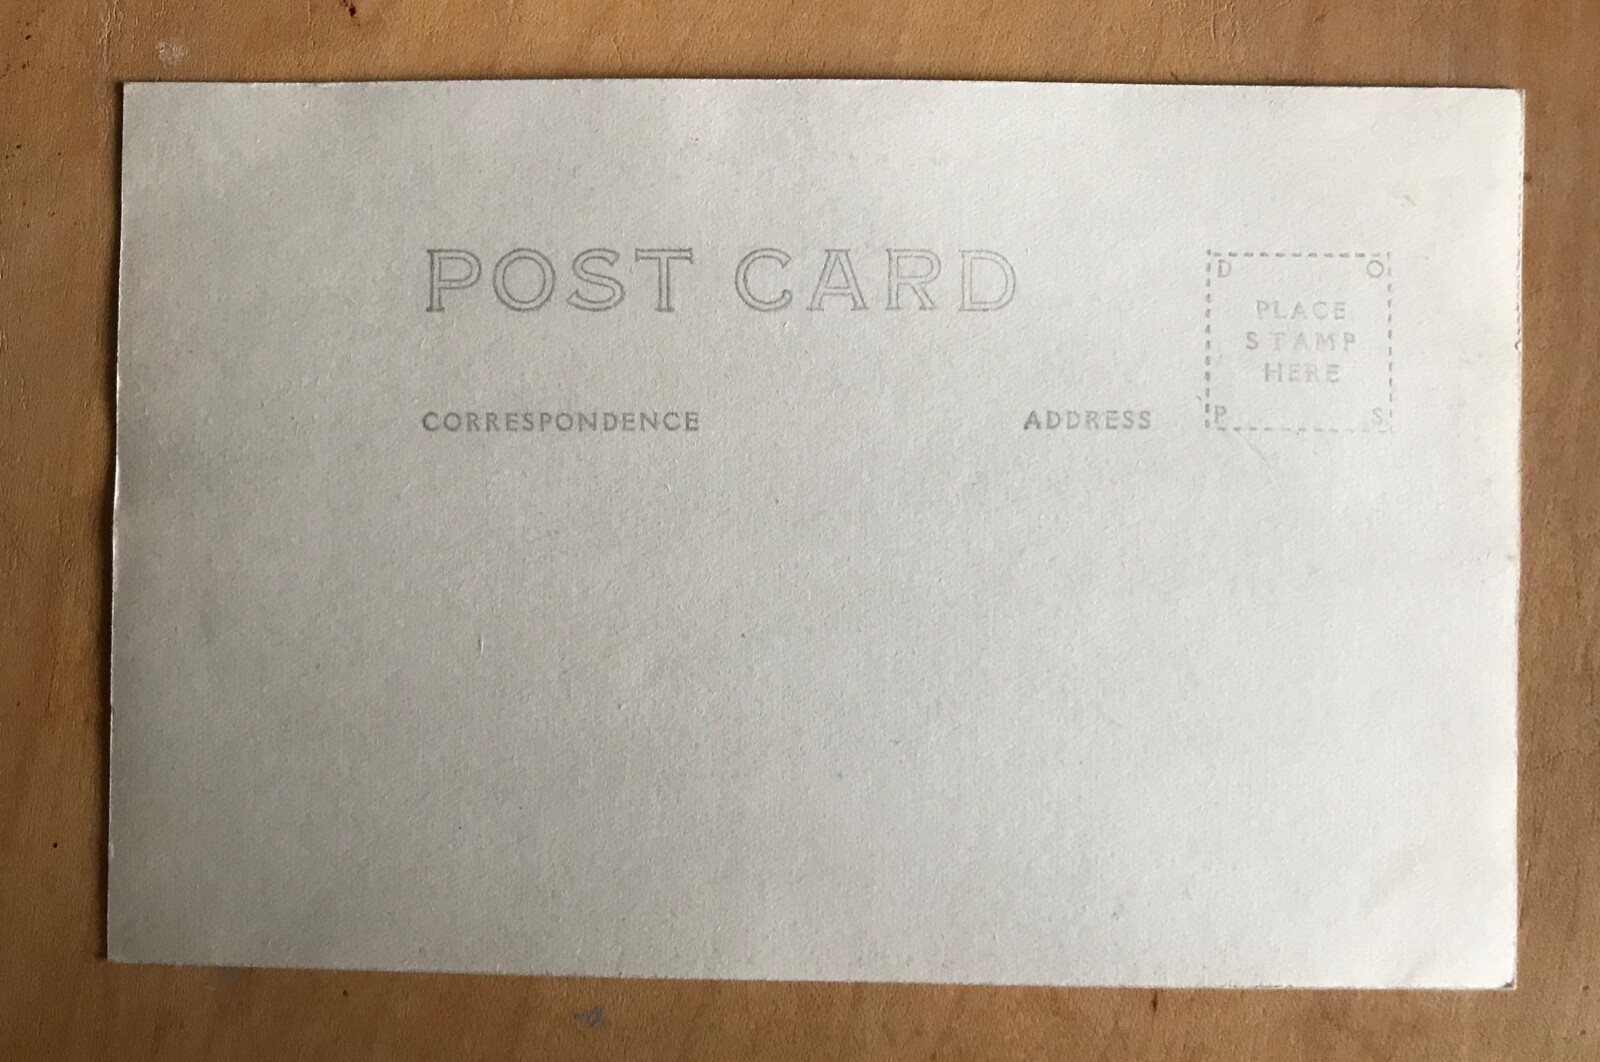 POST CARD
D O
PLACE
STAMP
HERE
P S
CORRESPONDENCE
ADDRESS